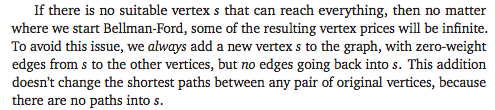 If there is no suitable vertex s that can reach everything, then no matter
where we start Bellman-Ford, some of the resulting vertex prices will be infinite.
To avoid this issue, we always add a new vertex s to the graph, with zero-weight
edges from s to the other vertices, but no edges going back into s. This addition
doesn't change the shortest paths between any pair of original vertices, because
there are no paths into s.